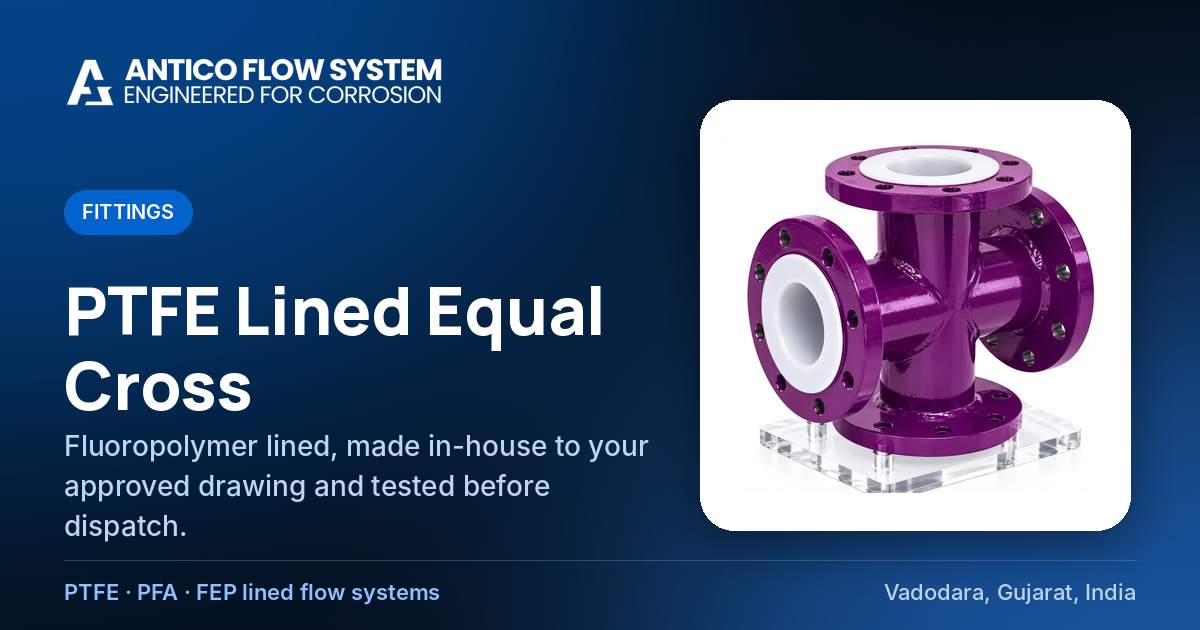 ANTICO FLOW SYSTEM
ENGINEERED FOR CORROSION
FITTINGS
PTFE Lined Equal
Cross
Fluoropolymer lined, made in-house to your
approved drawing and tested before
dispatch.
PTFE · PFA · FEP lined flow systems
Vadodara, Gujarat, India